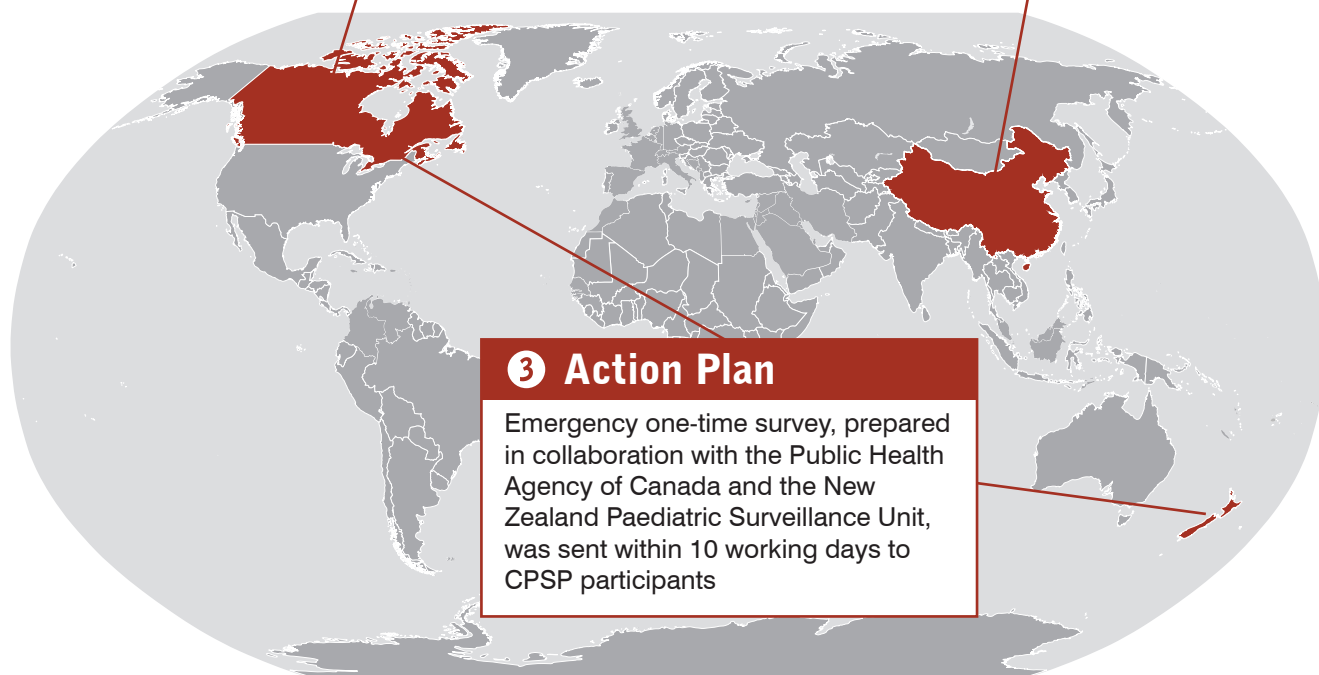 3 Action Plan
Emergency one-time survey, prepared
in collaboration with the Public Health
Agency of Canada and the New
Zealand Paediatric Surveillance Unit,
was sent within 10 working days to
CPSP participants